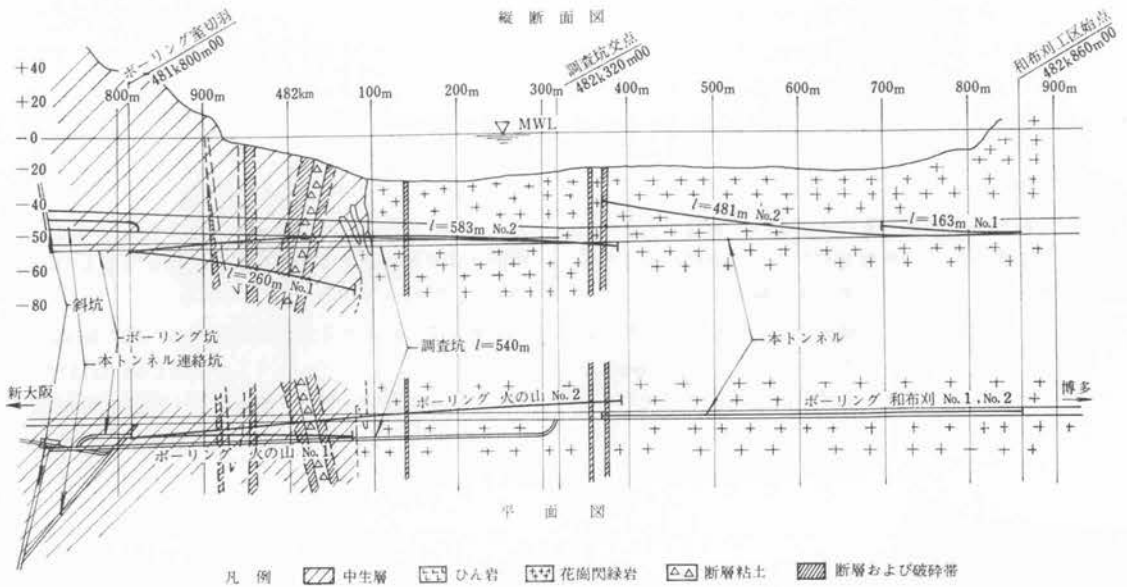 縦断面図
ボーリング室切羽
481k800m00
調査坑交点
482k320m00
和布刈工区始点
482k860m00
800m 900m 482km 100m 200m 300m 400m 500m 600m 700m 800m 900m
+40
+20
-0
-20
-40
-50
-60
-80
MWL
l=583m No.2
l=481m No.2
l=163m No.1
l=260m No.1
斜坑
ボーリング坑
本トンネル連絡坑
調査坑 l=540m
本トンネル
新大阪
博多
ボーリング 火の山 No.2
ボーリング 和布刈 No.1，No.2
ボーリング 火の山 No.1
平面図
凡例 中生層 ひん岩 花崗閃緑岩 断層粘土 断層および破砕帯